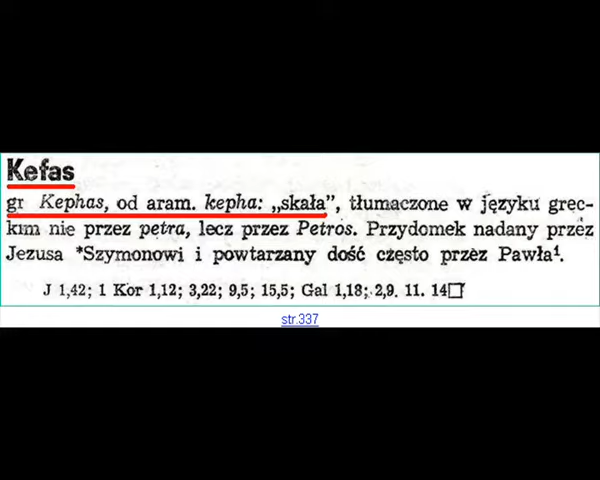 Kefas
gr Kephas, od aram. kepha: „skała”, tłumaczone w języku grec-
kim nie przez petra, lecz przez Petros. Przydomek nadany przez
Jezusa *Szymonowi i powtarzany dość często przez Pawła¹.
J 1,42; 1 Kor 1,12; 3,22; 9,5; 15,5; Gal 1,18; 2,9. 11. 14
str.337